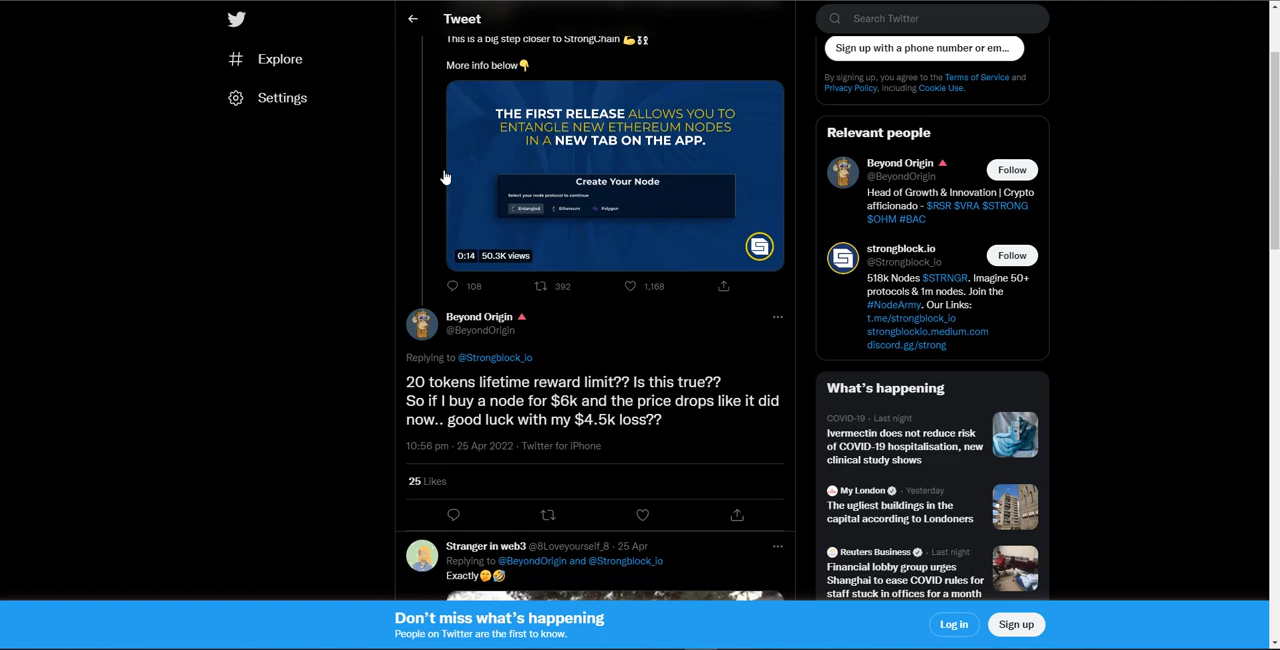 Explore
Settings
Tweet
This is a big step closer to StrongChain 💪⛓
More info below👇
THE FIRST RELEASE ALLOWS YOU TO
ENTANGLE NEW ETHEREUM NODES
IN A NEW TAB ON THE APP.
Create Your Node
Select your node protocol to continue
Entangled Ethereum Polygon
0:14 50.3K views
108 392 1,168
Beyond Origin 🔺
@BeyondOrigin
Replying to @Strongblock_io
20 tokens lifetime reward limit?? Is this true??
So if I buy a node for $6k and the price drops like it did
now.. good luck with my $4.5k loss??
10:56 pm · 25 Apr 2022 · Twitter for iPhone
25 Likes
Stranger in web3 @8Loveyourself_8 · 25 Apr
Replying to @BeyondOrigin and @Strongblock_io
Exactly🤔🤣
Search Twitter
Sign up with a phone number or em...
By signing up, you agree to the Terms of Service and
Privacy Policy, including Cookie Use.
Relevant people
Beyond Origin 🔺
@BeyondOrigin
Follow
Head of Growth & Innovation | Crypto
afficionado - $RSR $VRA $STRONG
$OHM #BAC
strongblock.io
@Strongblock_io
Follow
518k Nodes $STRNGR. Imagine 50+
protocols & 1m nodes. Join the
#NodeArmy. Our Links:
t.me/strongblock_io
strongblockio.medium.com
discord.gg/strong
What's happening
COVID-19 · Last night
Ivermectin does not reduce risk
of COVID-19 hospitalisation, new
clinical study shows
My London · Yesterday
The ugliest buildings in the
capital according to Londoners
Reuters Business · Last night
Financial lobby group urges
Shanghai to ease COVID rules for
staff stuck in offices for a month
Don't miss what's happening
People on Twitter are the first to know.
Log in
Sign up